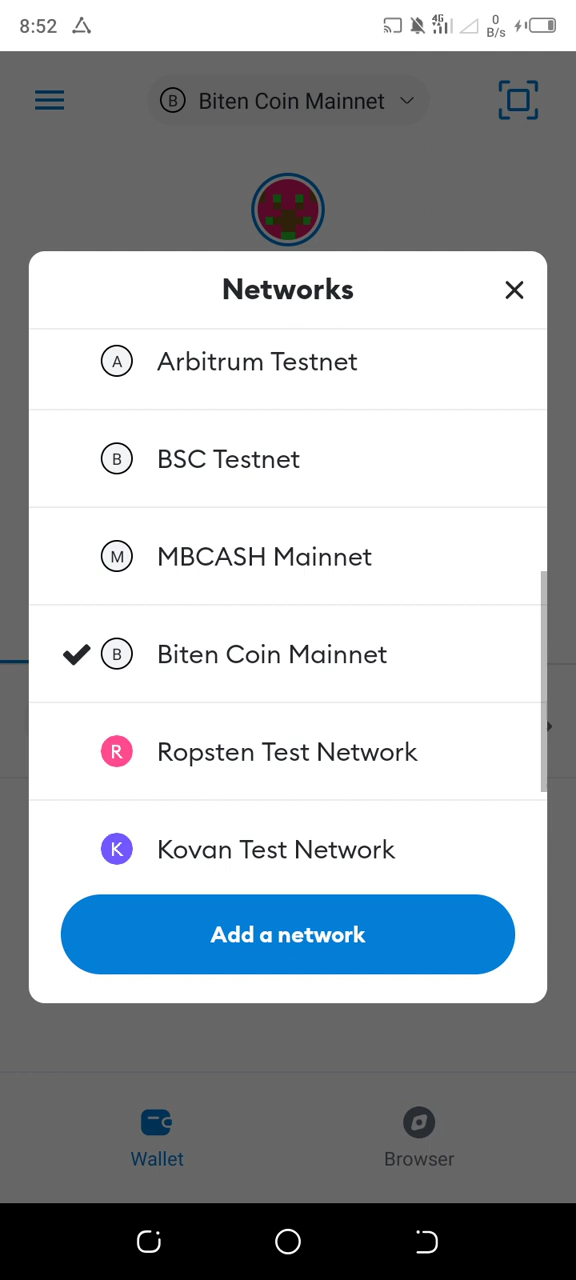 8:52 4G 0 B/s
B Biten Coin Mainnet
Networks
A Arbitrum Testnet
B BSC Testnet
M MBCASH Mainnet
B Biten Coin Mainnet
R Ropsten Test Network
K Kovan Test Network
Add a network
Wallet Browser